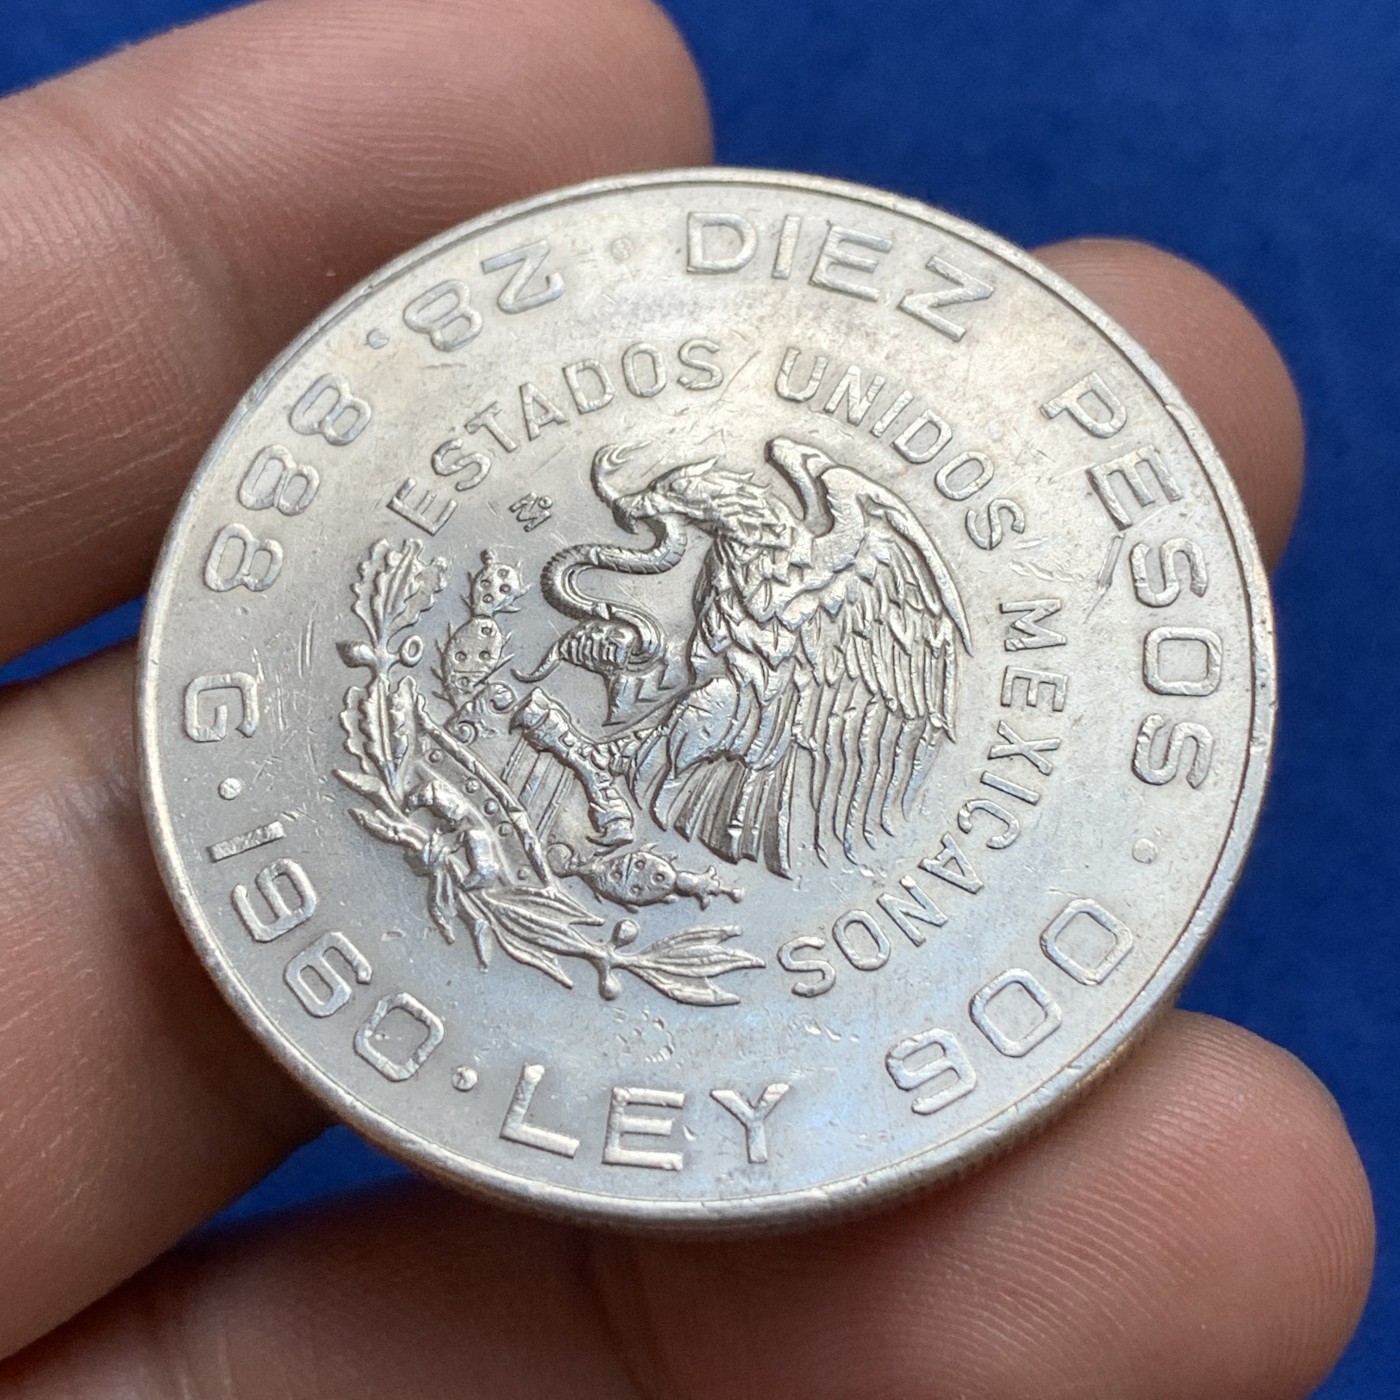 DIEZ PESOS ·
28.888 G · 1960 · LEY 900
ESTADOS UNIDOS MEXICANOS
M̊